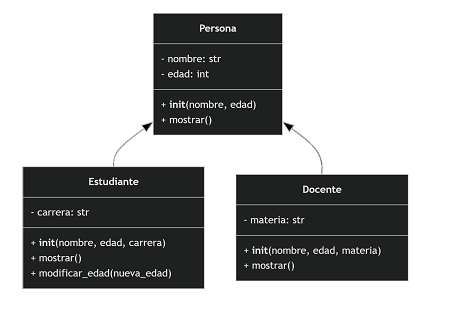 Persona
- nombre: str
- edad: int
+ init(nombre, edad)
+ mostrar()
Estudiante
- carrera: str
+ init(nombre, edad, carrera)
+ mostrar()
+ modificar_edad(nueva_edad)
Docente
- materia: str
+ init(nombre, edad, materia)
+ mostrar()